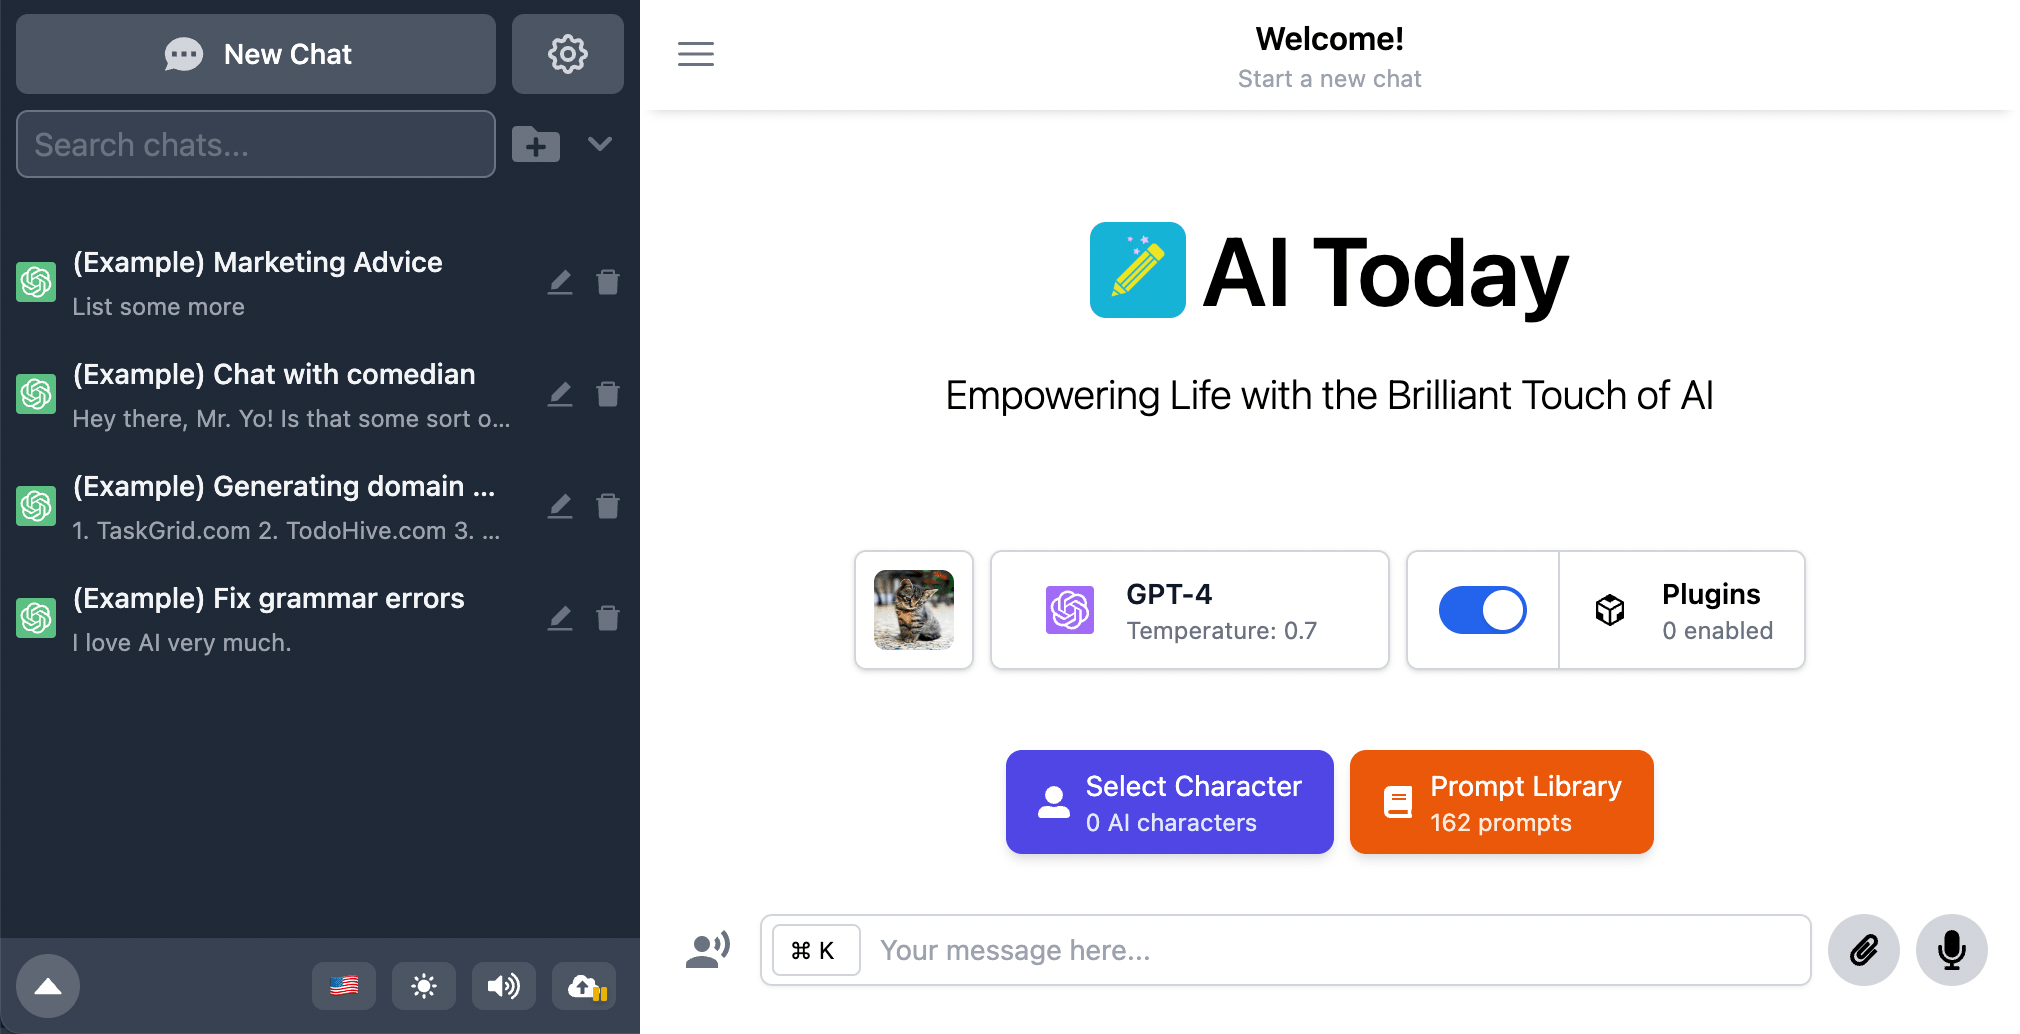 New Chat
Search chats...
(Example) Marketing Advice
List some more
(Example) Chat with comedian
Hey there, Mr. Yo! Is that some sort o...
(Example) Generating domain ...
1. TaskGrid.com 2. TodoHive.com 3. ...
(Example) Fix grammar errors
I love AI very much.
Welcome!
Start a new chat
AI Today
Empowering Life with the Brilliant Touch of AI
GPT-4
Temperature: 0.7
Plugins
0 enabled
Select Character
0 AI characters
Prompt Library
162 prompts
⌘ K
Your message here...